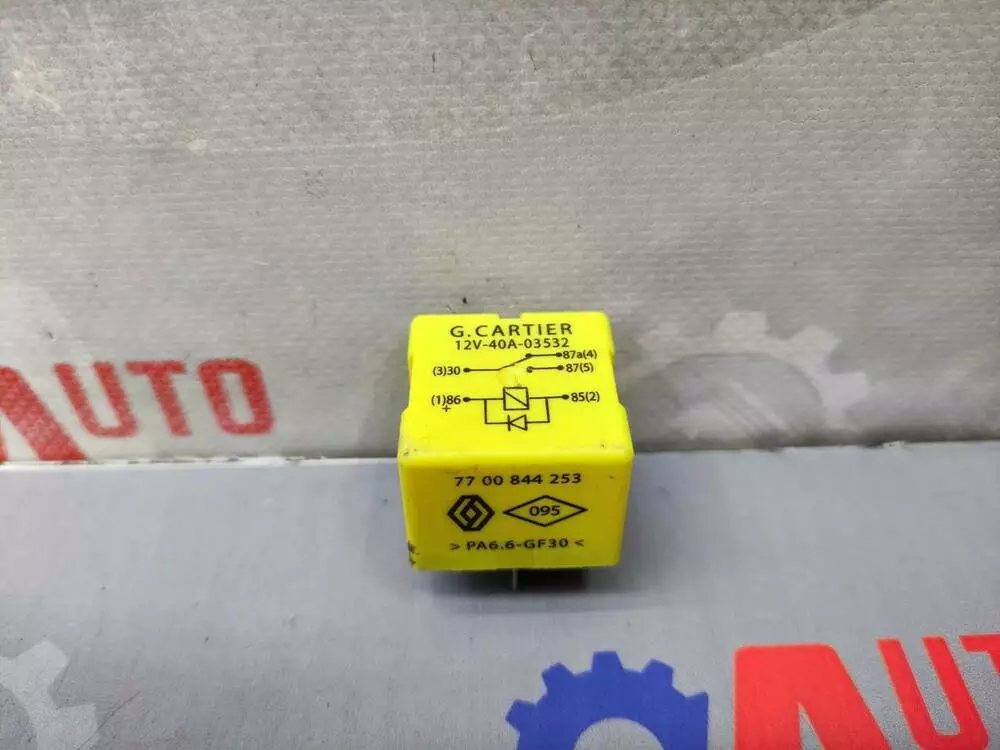 AUTO
G.CARTIER
12V-40A-03532
87a(4)
(3)30 87(5)
(1)86 85(2)
+
77 00 844 253
095
> PA6.6-GF30 <
AUT